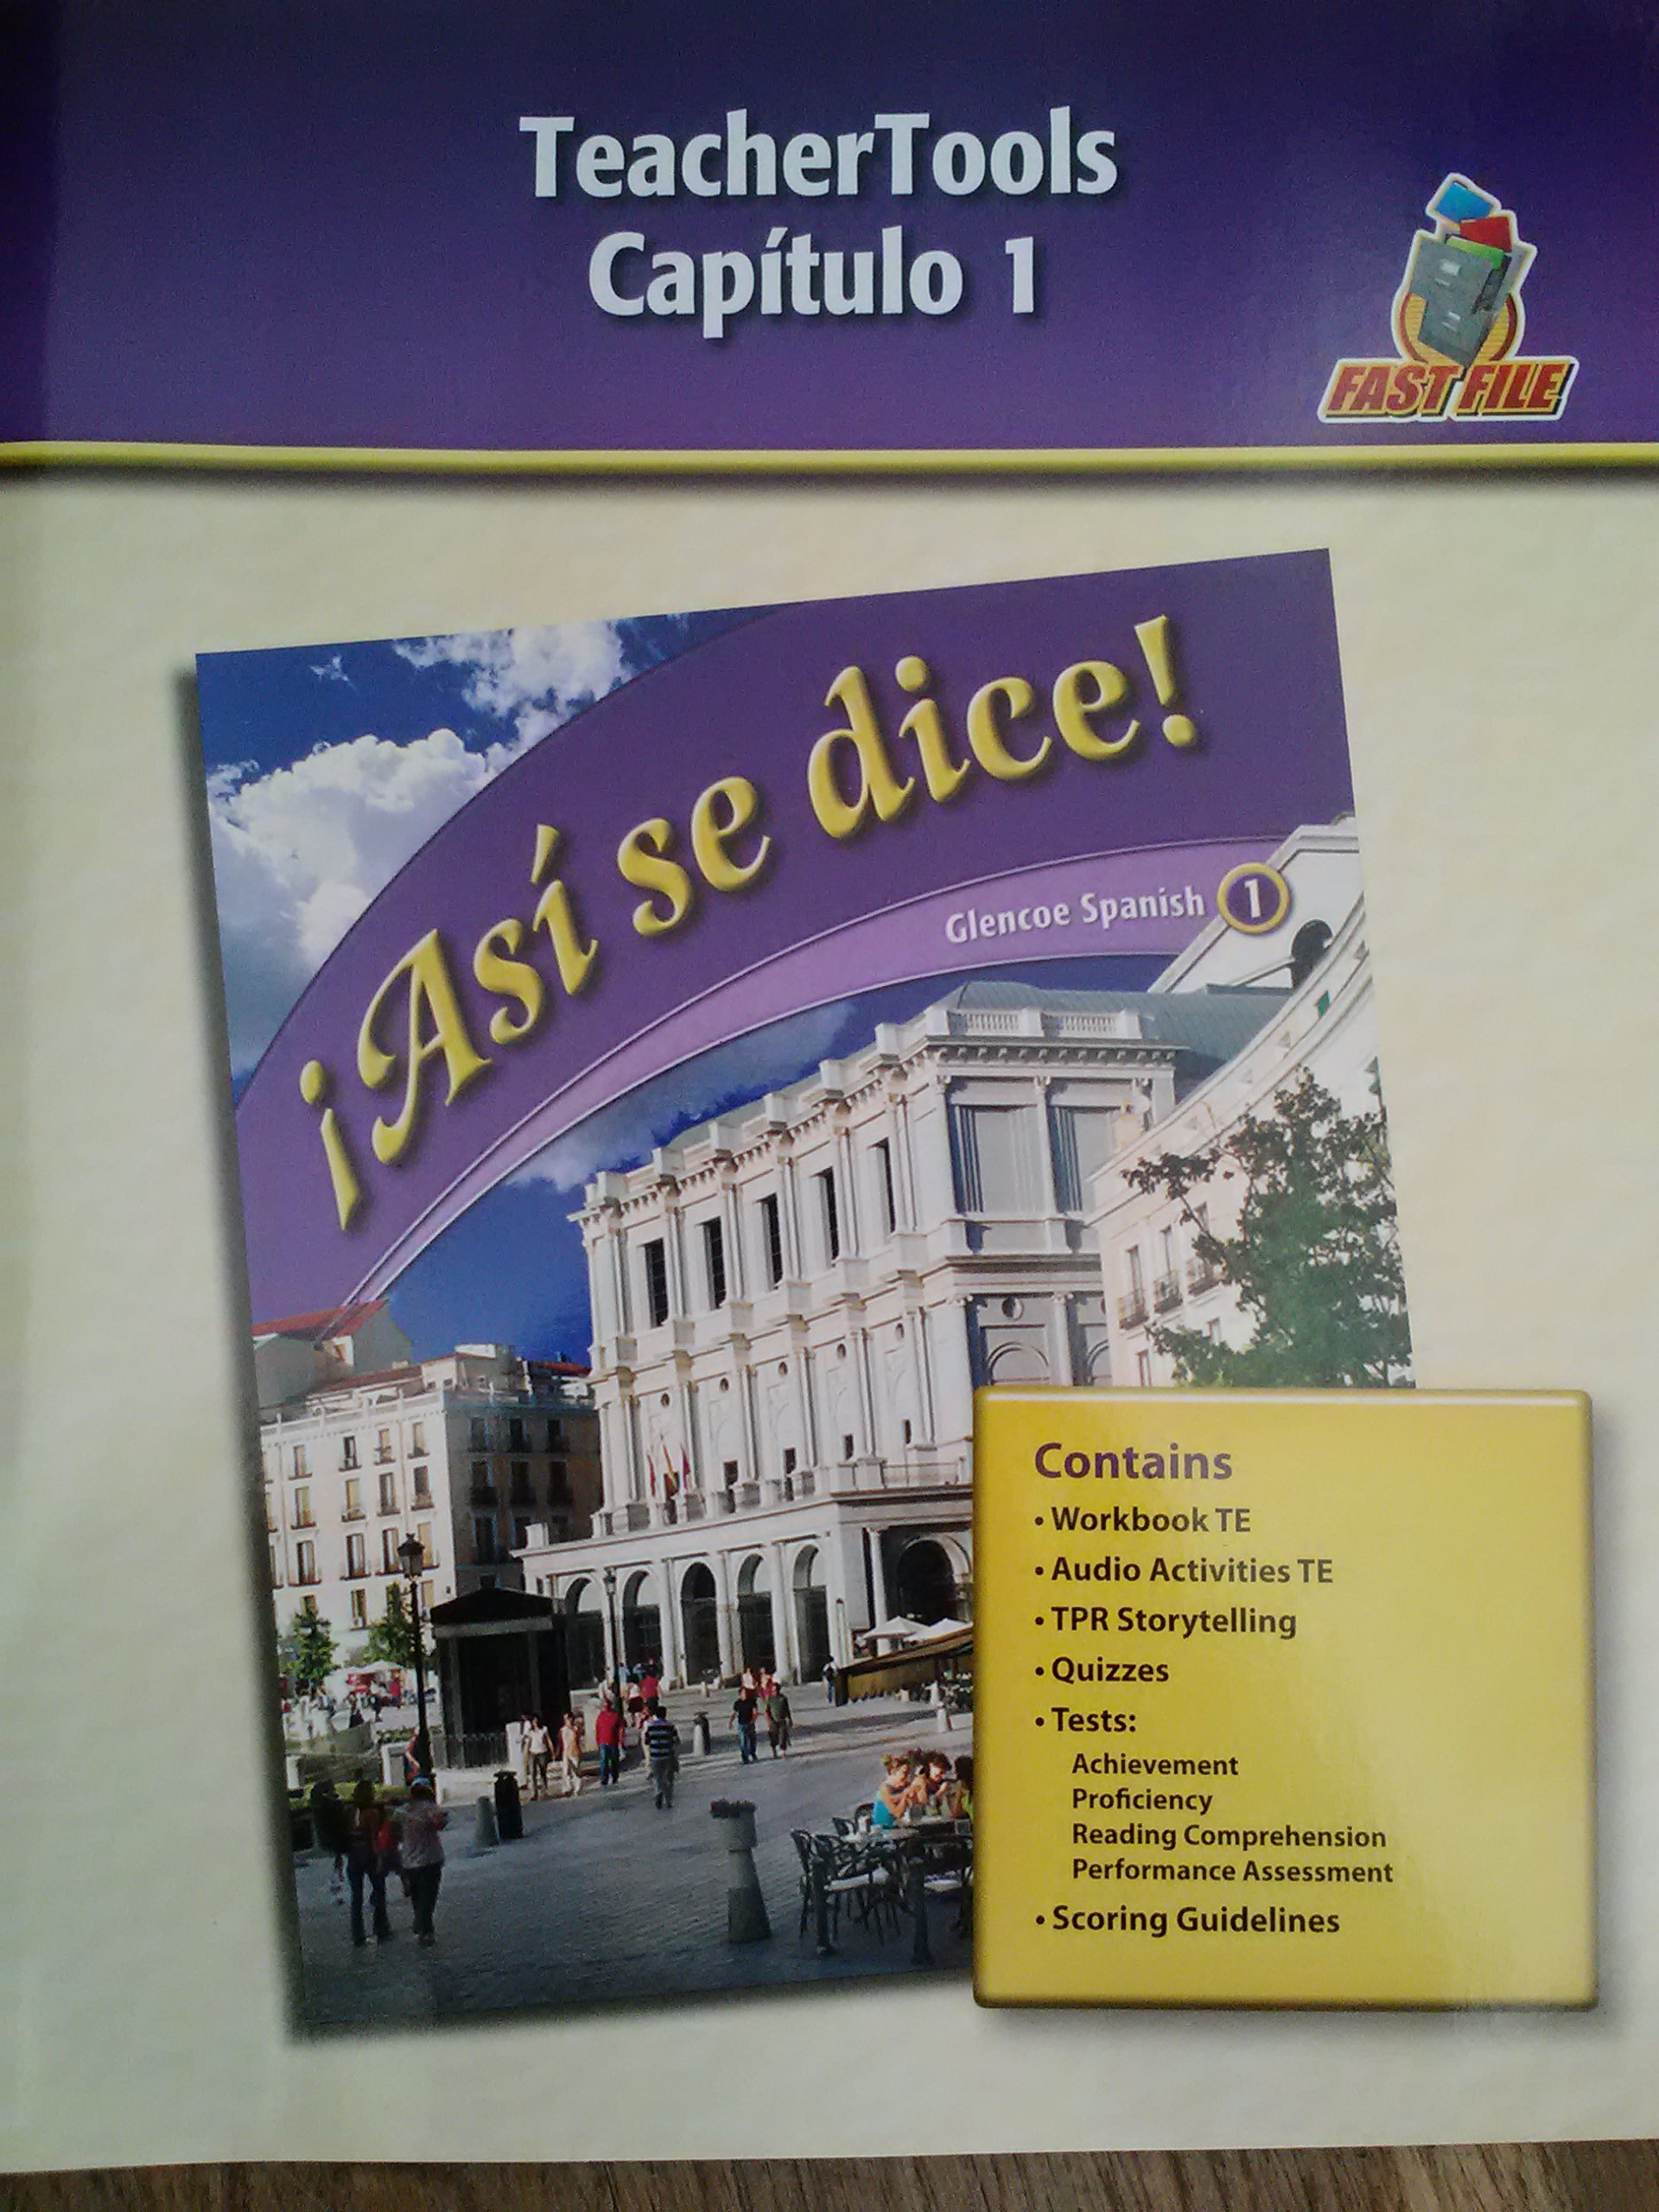 TeacherTools
Capítulo 1
FAST FILE
¡Así se dice!
Glencoe Spanish 1
Contains
• Workbook TE
• Audio Activities TE
• TPR Storytelling
• Quizzes
• Tests:
Achievement
Proficiency
Reading Comprehension
Performance Assessment
• Scoring Guidelines